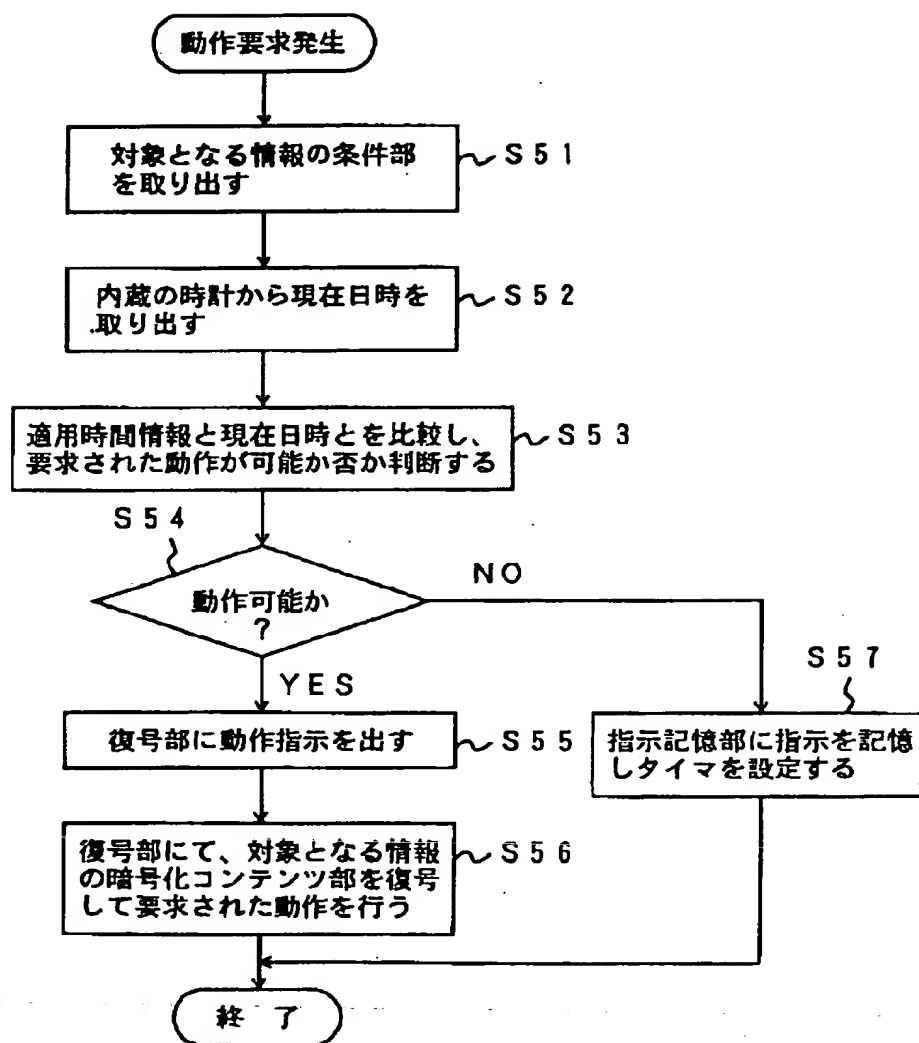 動作要求発生
対象となる情報の条件部
を取り出す
S51
内蔵の時計から現在日時を
取り出す
S52
適用時間情報と現在日時とを比較し、
要求された動作が可能か否か判断する
S53
S54
動作可能か
?
NO
YES
S57
復号部に動作指示を出す
S55
指示記憶部に指示を記憶
しタイマを設定する
復号部にて、対象となる情報
の暗号化コンテンツ部を復号
して要求された動作を行う
S56
終了